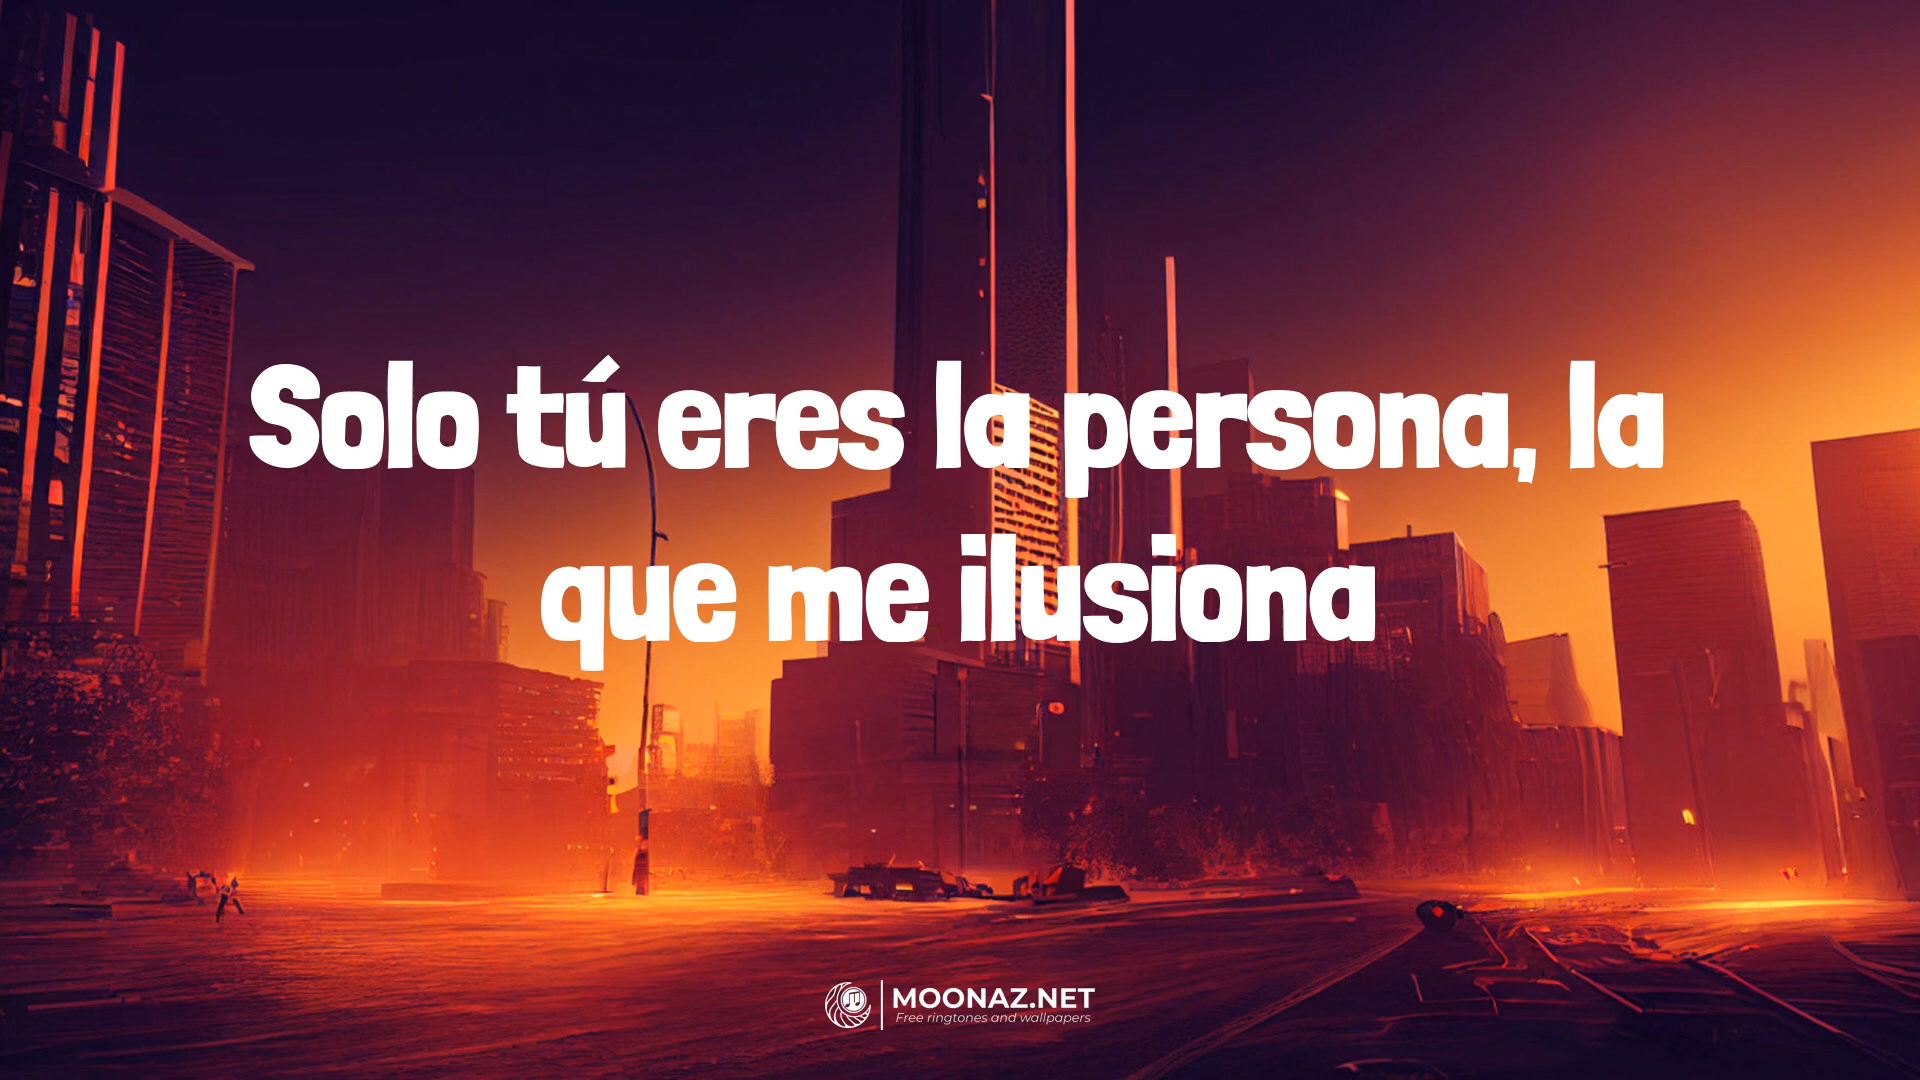 Solo tú eres la persona, la
que me ilusiona
MOONAZ.NET
Free ringtones and wallpapers